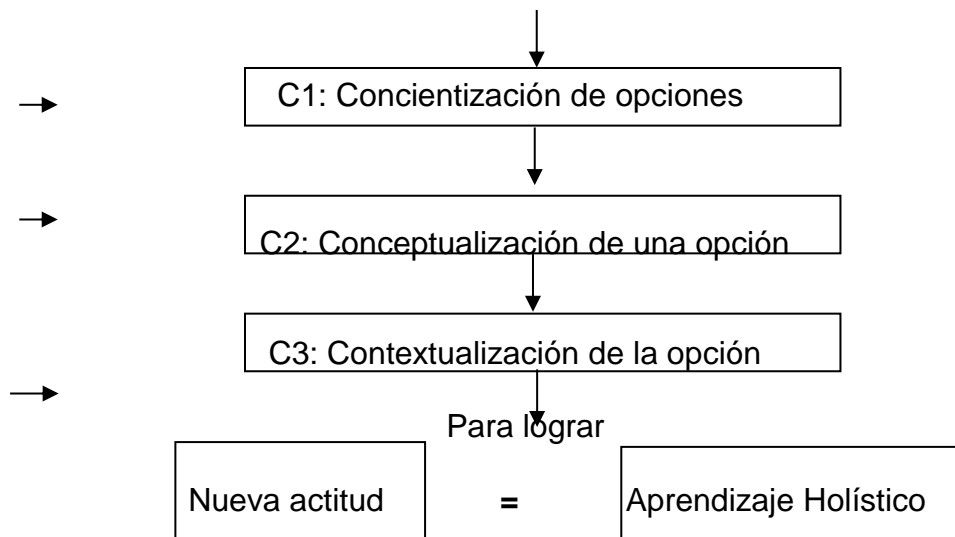 C1: Concientización de opciones
C2: Conceptualización de una opción
C3: Contextualización de la opción
Para lograr
Nueva actitud = Aprendizaje Holístico